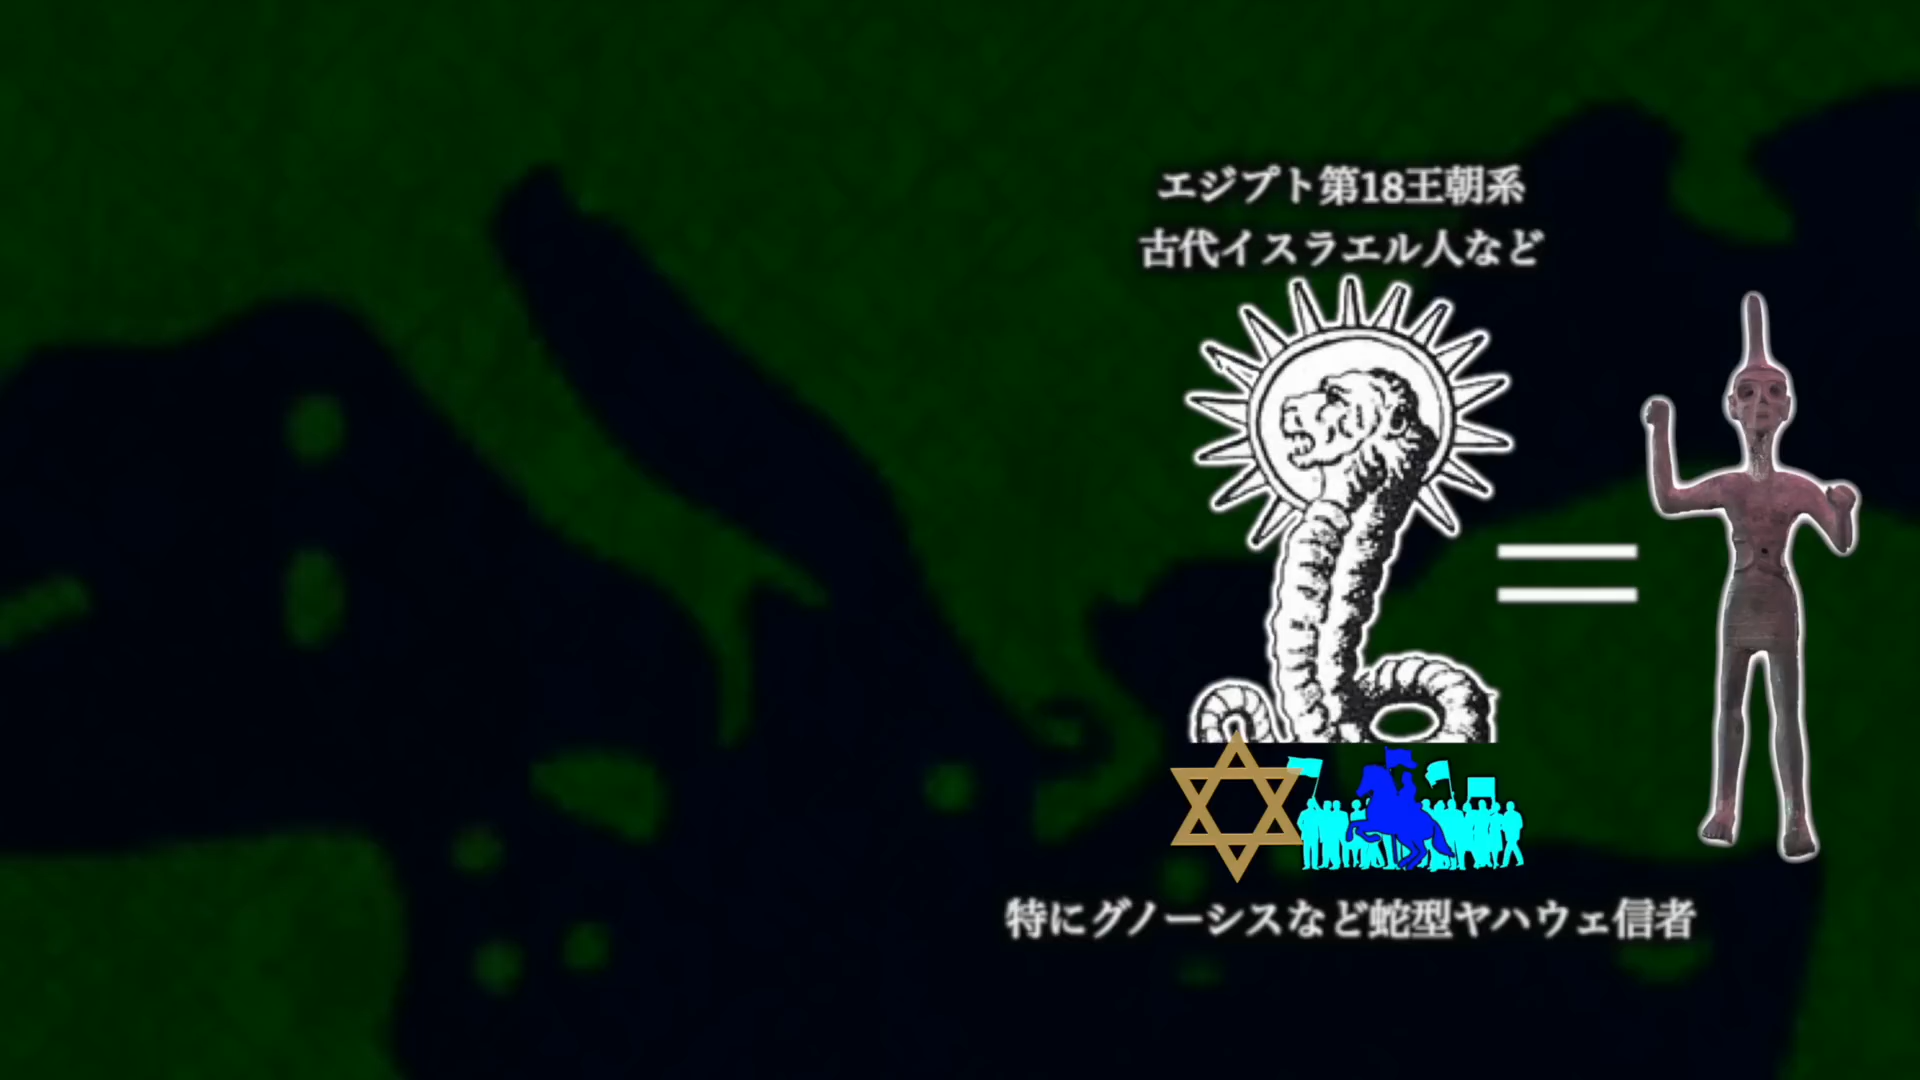 エジプト第18王朝系
古代イスラエル人など
特にグノーシスなど蛇型ヤハウェ信者